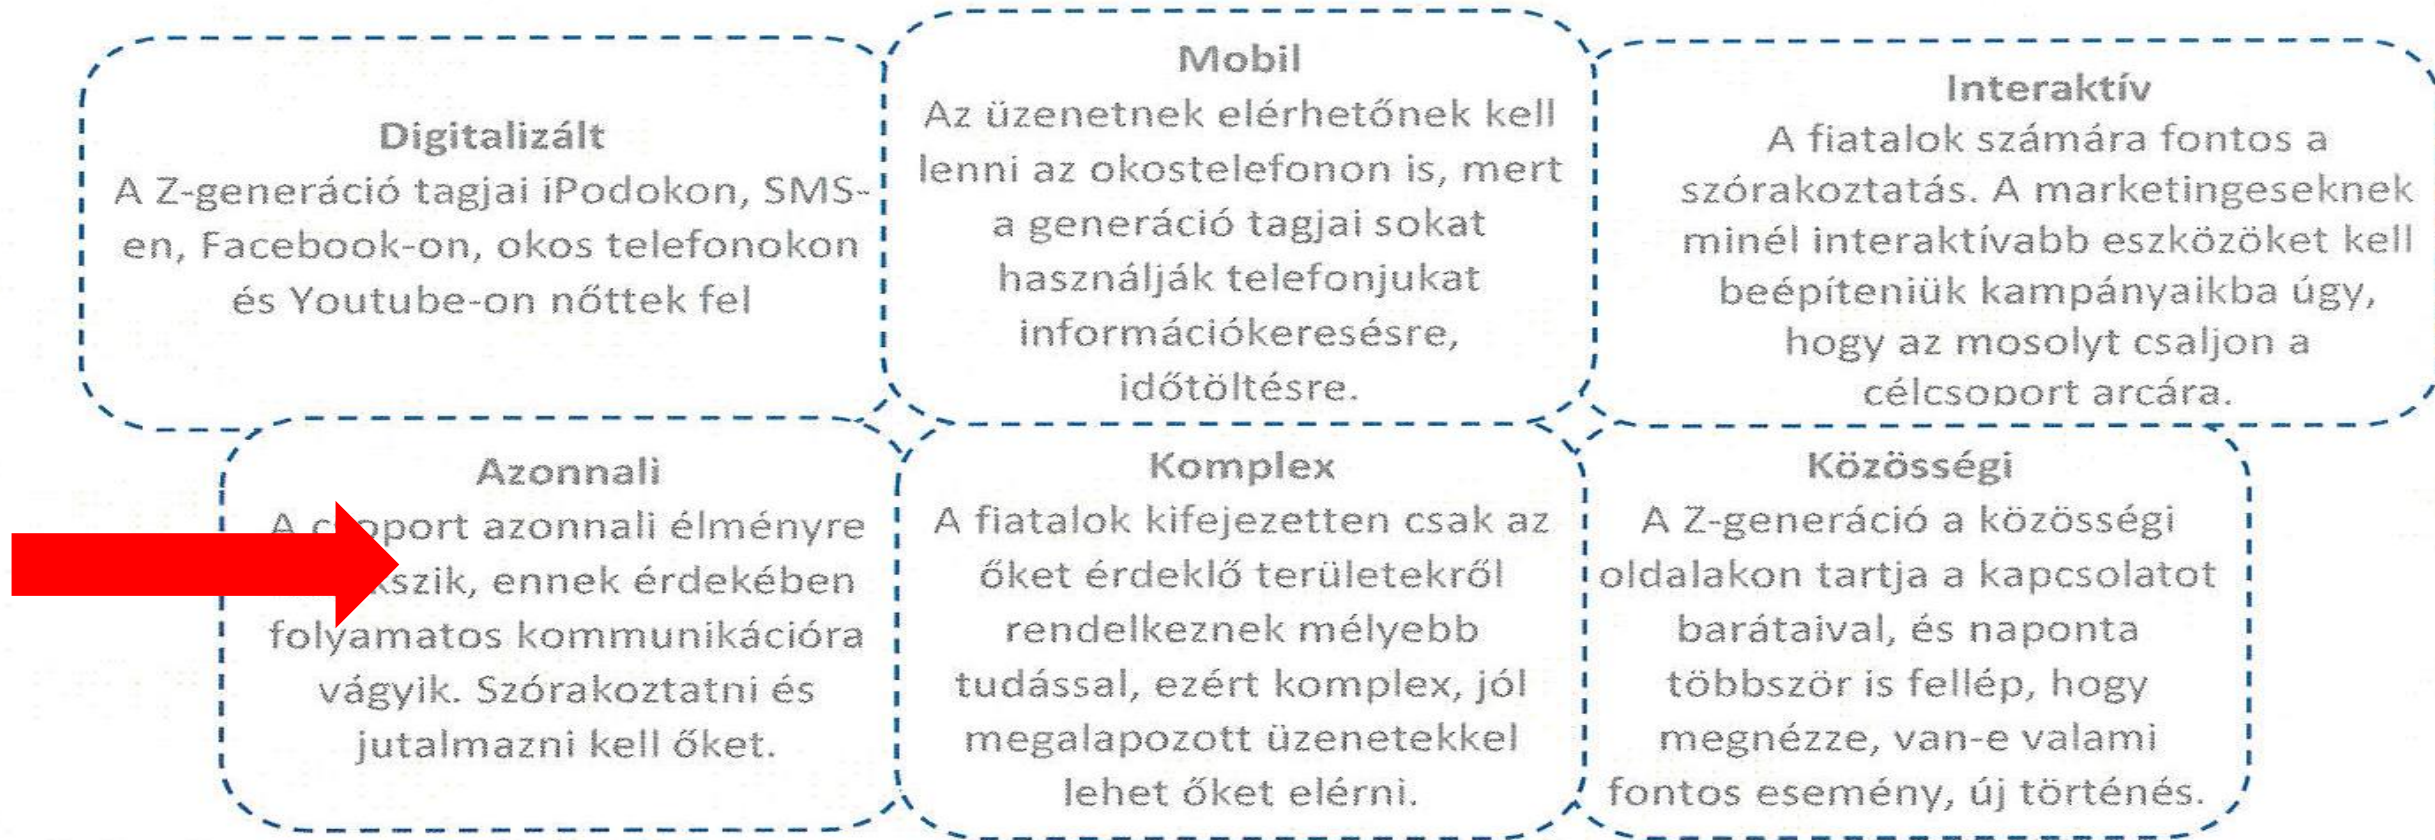 Digitalizált
A Z-generáció tagjai iPodokon, SMS-
en, Facebook-on, okos telefonokon
és Youtube-on nőttek fel
Mobil
Az üzenetnek elérhetőnek kell
lenni az okostelefonon is, mert
a generáció tagjai sokat
használják telefonjukat
információkeresésre,
időtöltésre.
Interaktív
A fiatalok számára fontos a
szórakoztatás. A marketingeseknek
minél interaktívabb eszközöket kell
beépíteniük kampányaikba úgy,
hogy az mosolyt csaljon a
célcsoport arcára.
Azonnali
A csoport azonnali élményre
ennek érdekében
folyamatos kommunikációra
vágyik. Szórakoztatni és
jutalmazni kell őket.
Komplex
A fiatalok kifejezetten csak az
őket érdeklő területekről
rendelkeznek mélyebb
tudással, ezért komplex, jól
megalapozott üzenetekkel
lehet őket elérni.
Közösségi
A Z-generáció a közösségi
oldalakon tartja a kapcsolatot
barátaival, és naponta
többször is fellép, hogy
megnézze, van-e valami
fontos esemény, új történés.